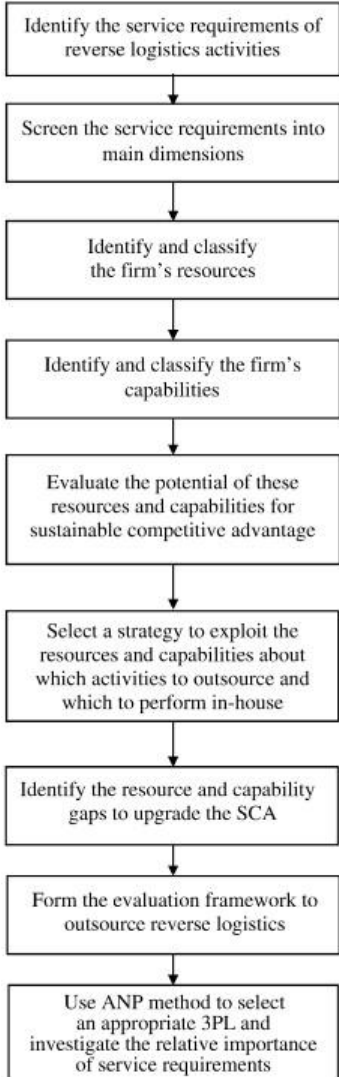 Identify the service requirements of
reverse logistics activities
Screen the service requirements into
main dimensions
Identify and classify
the firm's resources
Identify and classify the firm's
capabilities
Evaluate the potential of these
resources and capabilities for
sustainable competitive advantage
Select a strategy to exploit the
resources and capabilities about
which activities to outsource and
which to perform in-house
Identify the resource and capability
gaps to upgrade the SCA
Form the evaluation framework to
outsource reverse logistics
Use ANP method to select
an appropriate 3PL and
investigate the relative importance
of service requirements